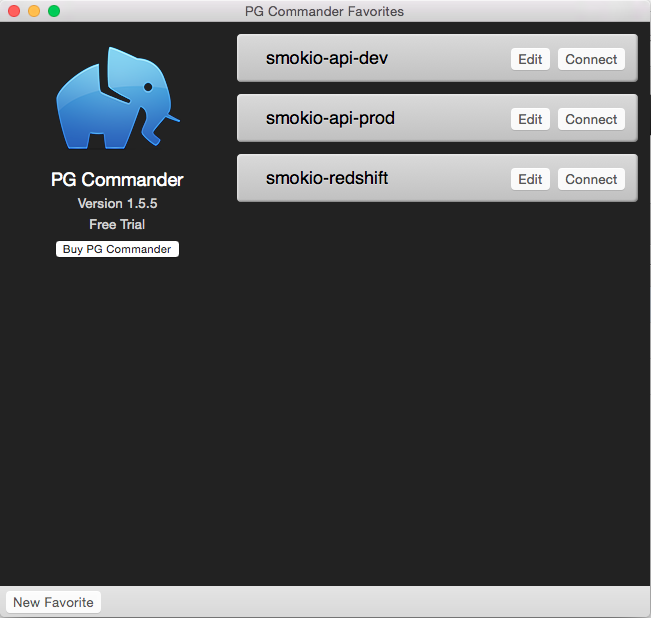 PG Commander Favorites
PG Commander
Version 1.5.5
Free Trial
Buy PG Commander
smokio-api-dev Edit Connect
smokio-api-prod Edit Connect
smokio-redshift Edit Connect
New Favorite